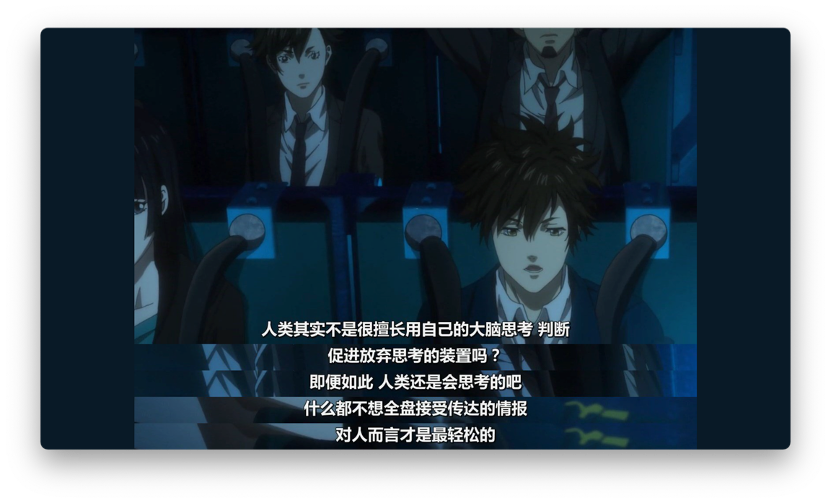 人类其实不是很擅长用自己的大脑思考 判断
促进放弃思考的装置吗？
即便如此 人类还是会思考的吧
什么都不想全盘接受传达的情报
对人而言才是最轻松的